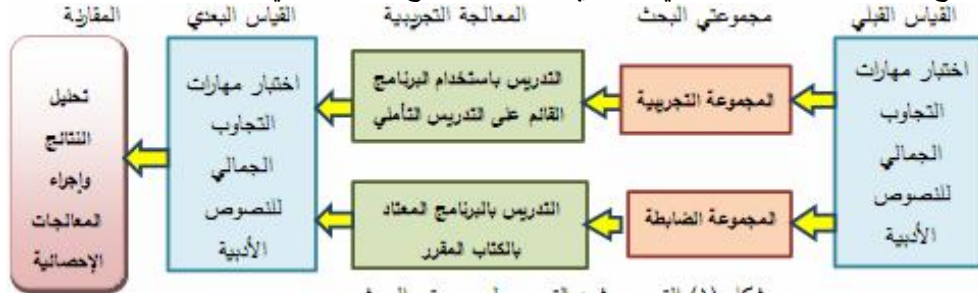 القياس القبلي
مجموعتي البحث
المعالجة التجريبية
القياس البعدي
المقارنة
اختبار مهارات
التجاوب
الجمالي
للنصوص
الأدبية
المجموعة التجريبية
المجموعة الضابطة
التدريس باستخدام البرنامج
القائم على التدريس التأملي
التدريس بالبرنامج المعتاد
بالكتاب المقرر
اختبار مهارات
التجاوب
الجمالي
للنصوص
الأدبية
تحليل
النتائج
وإجراء
المعالجات
الإحصائية